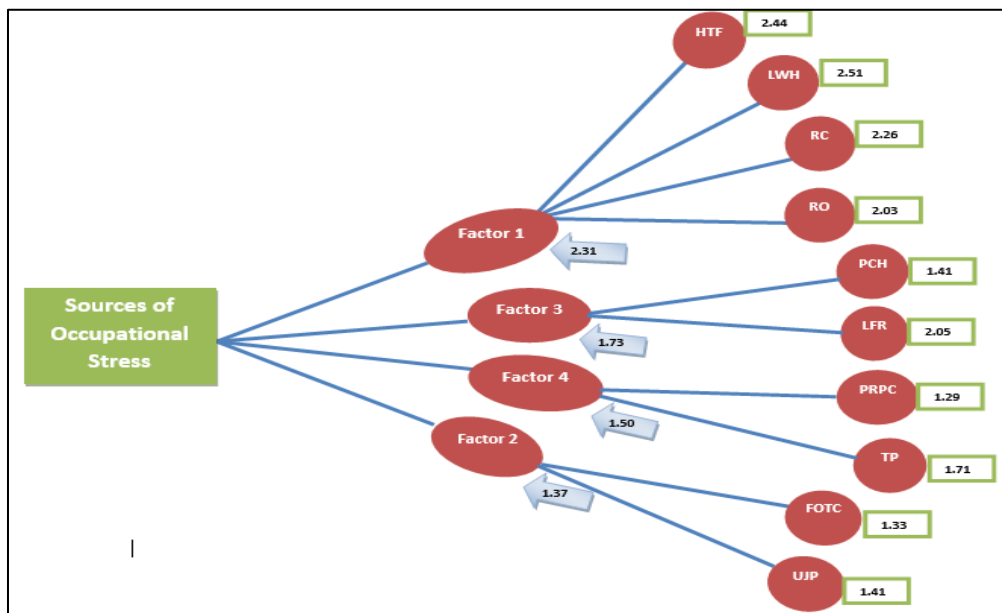 HTF
2.44
LWH
2.51
RC
2.26
RO
2.03
Factor 1
2.31
PCH
1.41
Sources of
Occupational
Stress
Factor 3
1.73
LFR
2.05
Factor 4
1.50
PRPC
1.29
TP
1.71
Factor 2
1.37
FOTC
1.33
UJP
1.41